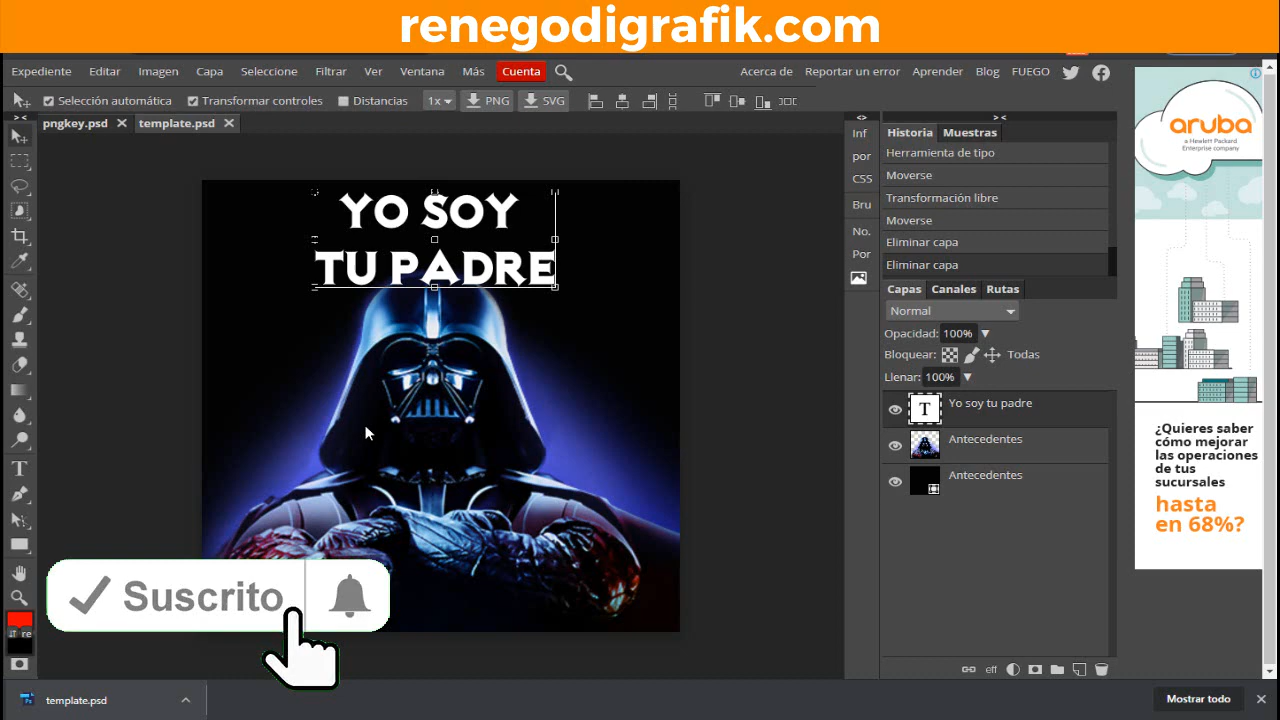 renegodigrafik.com
Expediente Editar Imagen Capa Seleccione Filtrar Ver Ventana Más Cuenta
Acerca de Reportar un error Aprender Blog FUEGO
Selección automática Transformar controles Distancias 1x PNG SVG
pngkey.psd template.psd
YO SOY
TU PADRE
Inf
por
CSS
Bru
No.
Por
Historia Muestras
Herramienta de tipo
Moverse
Transformación libre
Moverse
Eliminar capa
Eliminar capa
Capas Canales Rutas
Normal
Opacidad: 100%
Bloquear: Todas
Llenar: 100%
T Yo soy tu padre
Antecedentes
Antecedentes
eff
aruba
a Hewlett Packard
Enterprise company
¿Quieres saber
cómo mejorar
las operaciones
de tus
sucursales
hasta
en 68%?
T
re
Suscrito
template.psd
Mostrar todo